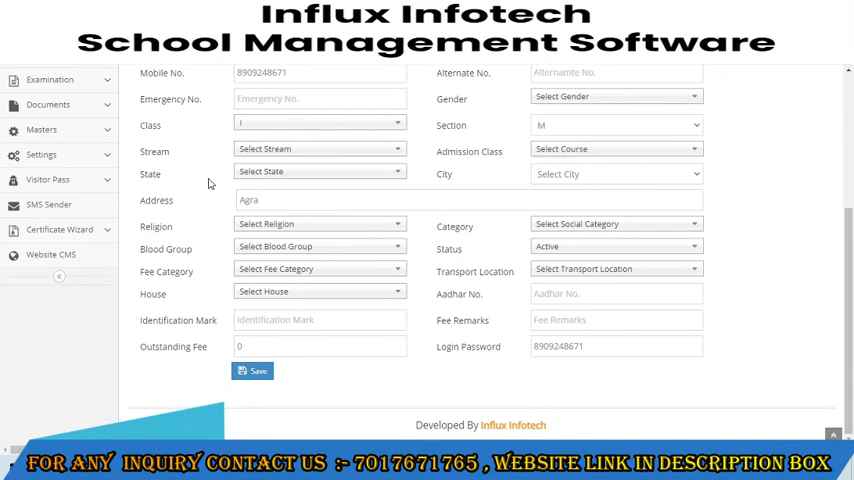 Influx Infotech
School Management Software
Examination
Documents
Masters
Settings
Visitor Pass
SMS Sender
Certificate Wizard
Website CMS
Mobile No. 8909248671 Alternate No. Alternamte No.
Emergency No. Emergency No. Gender Select Gender
Class I Section M
Stream Select Stream Admission Class Select Course
State Select State City Select City
Address Agra
Religion Select Religion Category Select Social Category
Blood Group Select Blood Group Status Active
Fee Category Select Fee Category Transport Location Select Transport Location
House Select House Aadhar No. Aadhar No.
Identification Mark Identification Mark Fee Remarks Fee Remarks
Outstanding Fee 0 Login Password 8909248671
Save
Developed By Influx Infotech
FOR ANY INQUIRY CONTACT US :- 7017671765 , WEBSITE LINK IN DESCRIPTION BOX